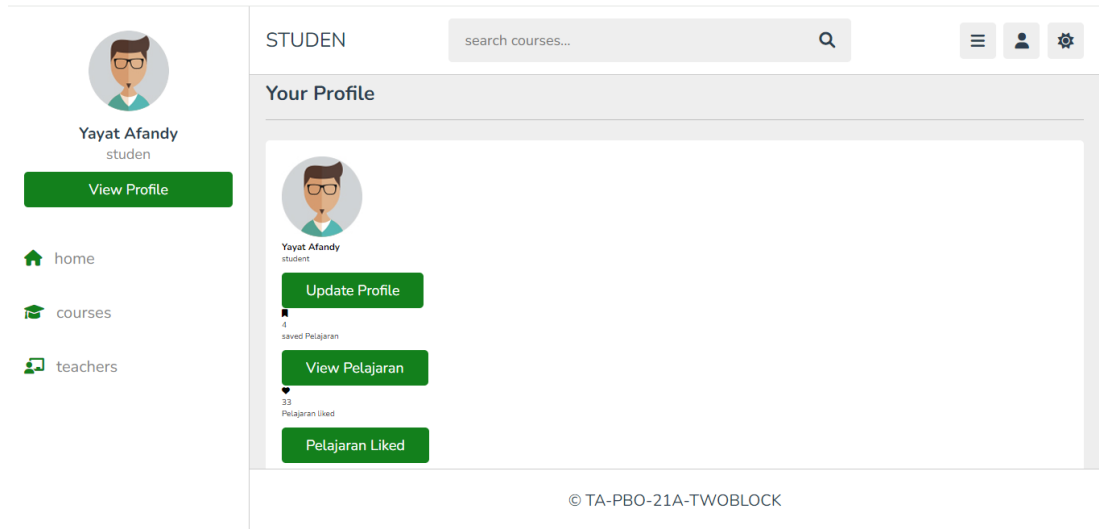 Yayat Afandy
studen
View Profile
home
courses
teachers
STUDEN
search courses...
Your Profile
Yayat Afandy
student
Update Profile
4
saved Pelajaran
View Pelajaran
33
Pelajaran liked
Pelajaran Liked
© TA-PBO-21A-TWOBLOCK